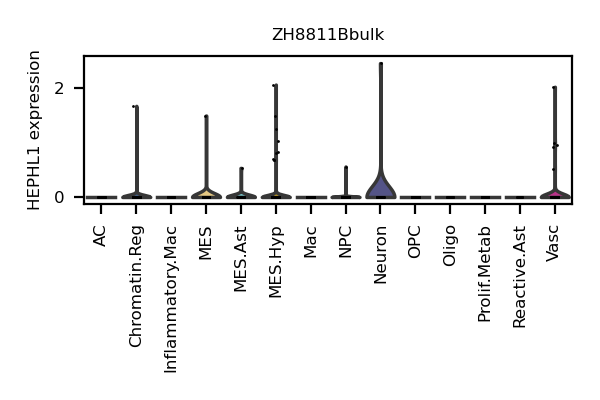 ZH8811Bbulk
HEPHL1 expression
2
0
AC
Chromatin.Reg
Inflammatory.Mac
MES
MES.Ast
MES.Hyp
Mac
NPC
Neuron
OPC
Oligo
Prolif.Metab
Reactive.Ast
Vasc